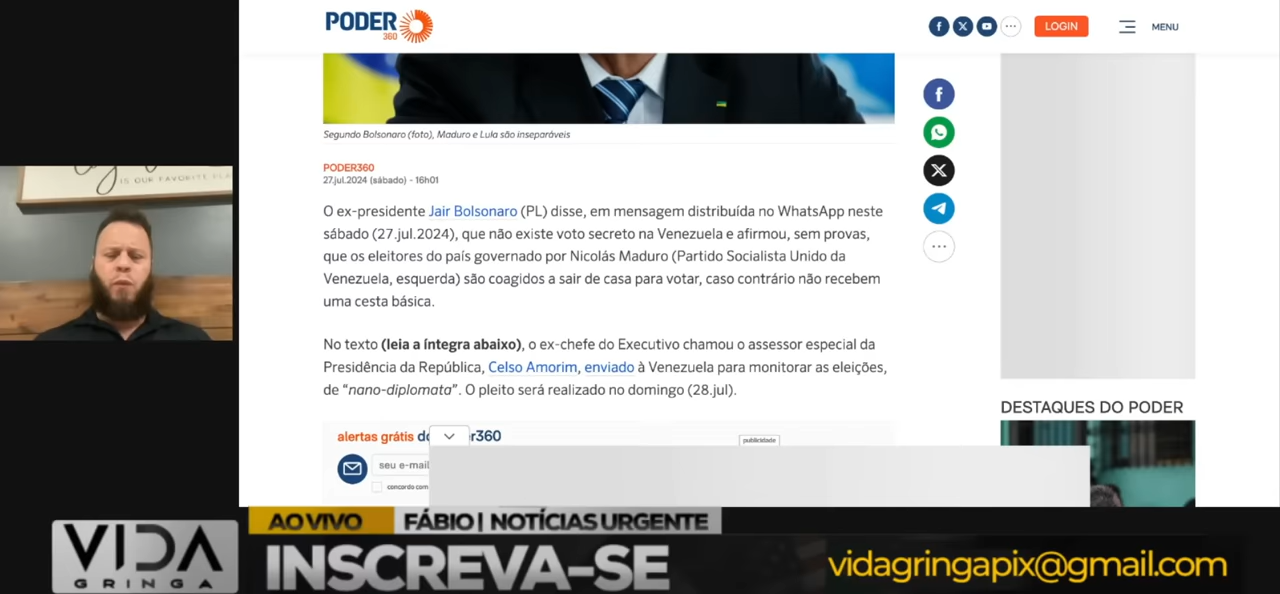 PODER
360
LOGIN
MENU
Segundo Bolsonaro (foto), Maduro e Lula são inseparáveis
PODER360
27.jul.2024 (sábado) - 16h01
O ex-presidente Jair Bolsonaro (PL) disse, em mensagem distribuída no WhatsApp neste
sábado (27.jul.2024), que não existe voto secreto na Venezuela e afirmou, sem provas,
que os eleitores do país governado por Nicolás Maduro (Partido Socialista Unido da
Venezuela, esquerda) são coagidos a sair de casa para votar, caso contrário não recebem
uma cesta básica.
No texto (leia a íntegra abaixo), o ex-chefe do Executivo chamou o assessor especial da
Presidência da República, Celso Amorim, enviado à Venezuela para monitorar as eleições,
de “nano-diplomata”. O pleito será realizado no domingo (28.jul).
alertas grátis do r360
publicidade
seu e-mail
concordo com
DESTAQUES DO PODER
IS OUR FAVORITE
VIDA
GRINGA
AO VIVO
FÁBIO | NOTÍCIAS URGENTE
INSCREVA-SE
vidagringapix@gmail.com